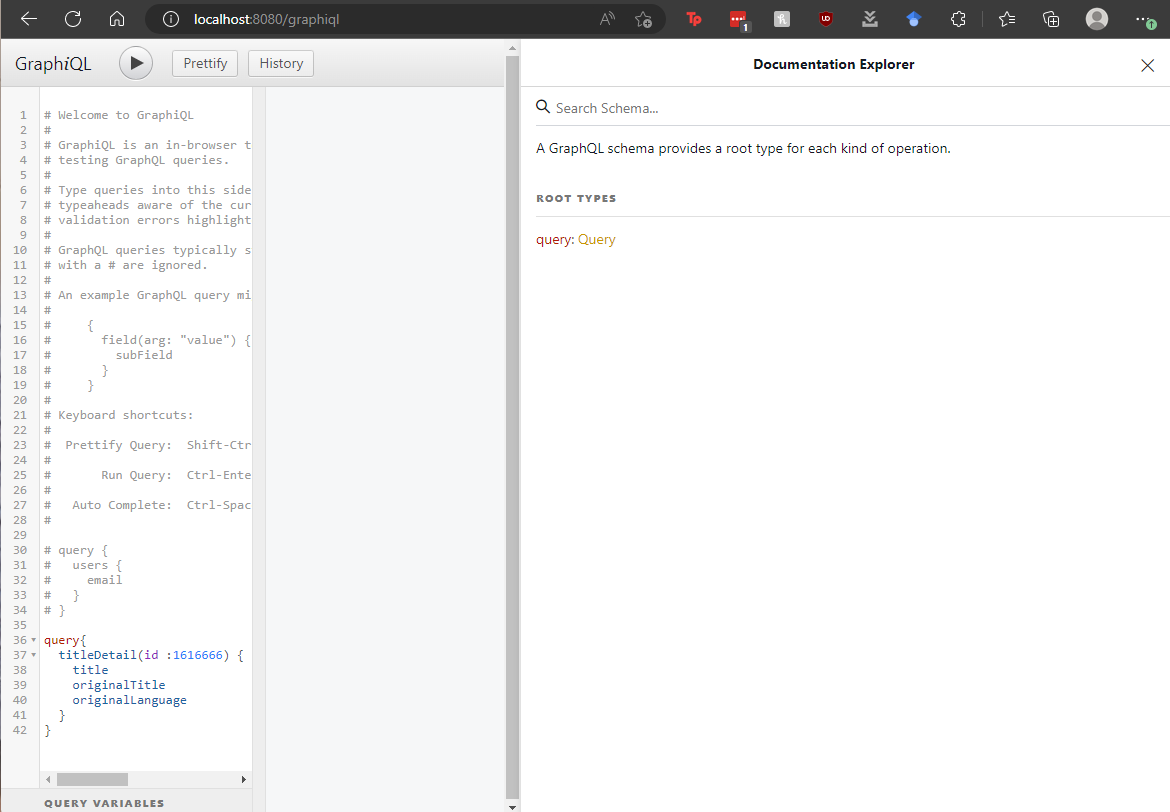 localhost:8080/graphiql
A
Tp
1
UD
GraphiQL
Prettify
History
1 # Welcome to GraphiQL
2 #
3 # GraphiQL is an in-browser t
4 # testing GraphQL queries.
5 #
6 # Type queries into this side
7 # typeaheads aware of the cur
8 # validation errors highlight
9 #
10 # GraphQL queries typically s
11 # with a # are ignored.
12 #
13 # An example GraphQL query mi
14 #
15 #     {
16 #       field(arg: "value") {
17 #         subField
18 #       }
19 #     }
20 #
21 # Keyboard shortcuts:
22 #
23 #  Prettify Query:  Shift-Ctr
24 #
25 #       Run Query:  Ctrl-Ente
26 #
27 #   Auto Complete:  Ctrl-Spac
28 #
29
30 # query {
31 #   users {
32 #     email
33 #   }
34 # }
35
36 query{
37   titleDetail(id :1616666) {
38     title
39     originalTitle
40     originalLanguage
41   }
42 }
QUERY VARIABLES
Documentation Explorer
Search Schema...
A GraphQL schema provides a root type for each kind of operation.
ROOT TYPES
query: Query